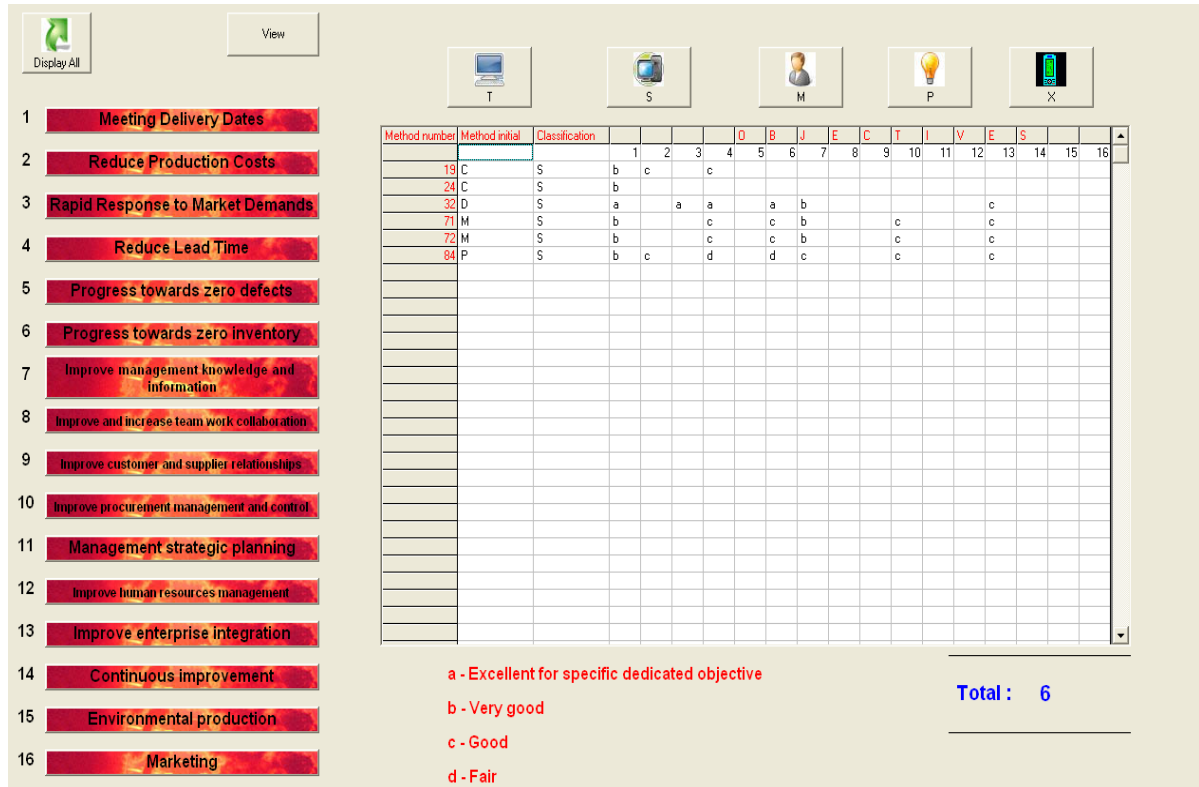 Display All
View
T S M P X
1 Meeting Delivery Dates
2 Reduce Production Costs
3 Rapid Response to Market Demands
4 Reduce Lead Time
5 Progress towards zero defects
6 Progress towards zero inventory
7 Improve management knowledge and
information
8 Improve and increase team work collaboration
9 Improve customer and supplier relationships
10 Improve procurement management and control
11 Management strategic planning
12 Improve human resources management
13 Improve enterprise integration
14 Continuous improvement
15 Environmental production
16 Marketing
Method number Method initial Classification O B J E C T I V E S
1 2 3 4 5 6 7 8 9 10 11 12 13 14 15 16
19 C S b c c
24 C S b
32 D S a a a a b c
71 M S b c c b c c
72 M S b c c b c c
84 P S b c d d c c c
a - Excellent for specific dedicated objective
b - Very good
c - Good
d - Fair
Total : 6